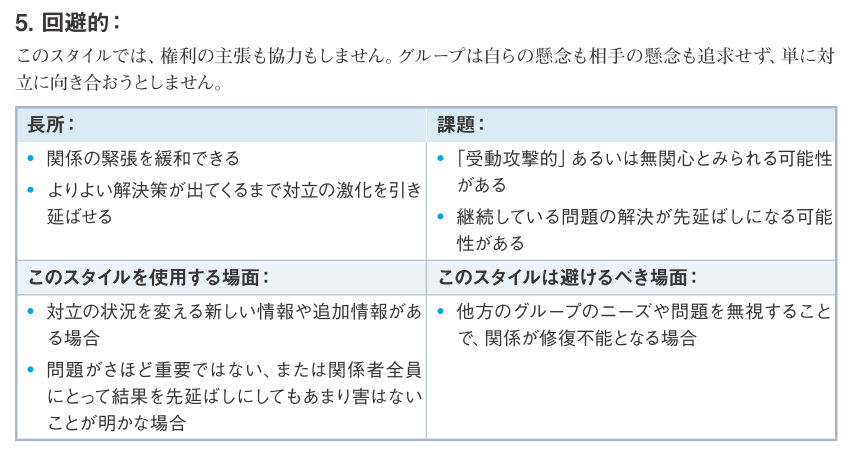 5. 回避的：
このスタイルでは、権利の主張も協力もしません。グループは自らの懸念も相手の懸念も追求せず、単に対
立に向き合おうとしません。
長所：
• 関係の緊張を緩和できる
• よりよい解決策が出てくるまで対立の激化を引き
延ばせる
課題：
• 「受動攻撃的」あるいは無関心とみられる可能性
がある
• 継続している問題の解決が先延ばしになる可能
性がある
このスタイルを使用する場面：
• 対立の状況を変える新しい情報や追加情報があ
る場合
• 問題がさほど重要ではない、または関係者全員
にとって結果を先延ばしにしてもあまり害はない
ことが明かな場合
このスタイルは避けるべき場面：
• 他方のグループのニーズや問題を無視すること
で、関係が修復不能となる場合